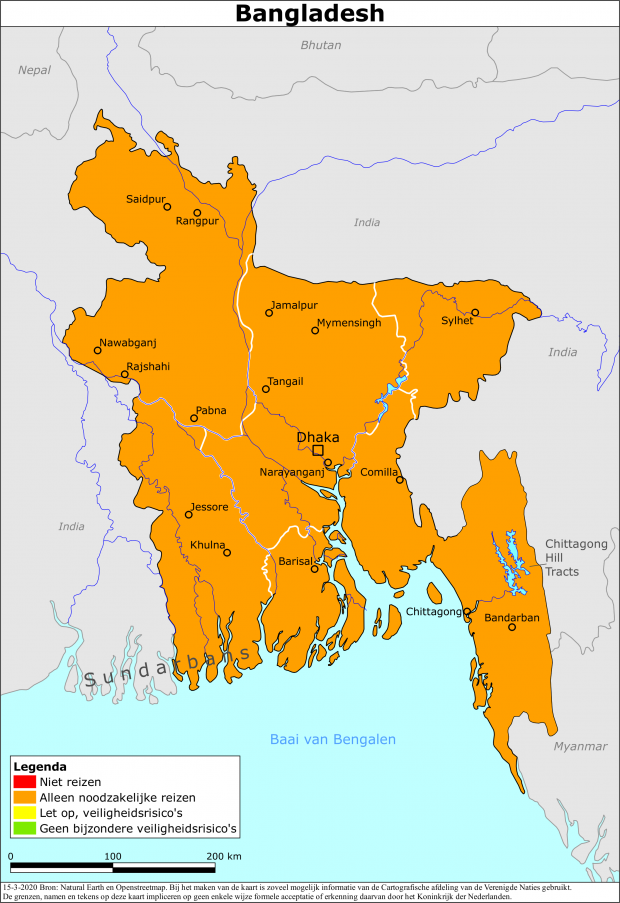 Bangladesh
Bhutan
Nepal
Saidpur
Rangpur
India
Jamalpur
Mymensingh
Sylhet
Nawabganj
India
Rajshahi
Tangail
Pabna
Dhaka
Narayanganj
Comilla
Jessore
India
Khulna
Chittagong
Hill
Tracts
Barisal
Chittagong
Bandarban
Sundarbans
Baai van Bengalen
Myanmar
Legenda
Niet reizen
Alleen noodzakelijke reizen
Let op, veiligheidsrisico's
Geen bijzondere veiligheidsrisico's
0 100 200 km
15-3-2020 Bron: Natural Earth en Openstreetmap. Bij het maken van de kaart is zoveel mogelijk informatie van de Cartografische afdeling van de Verenigde Naties gebruikt.
De grenzen, namen en tekens op deze kaart impliceren op geen enkele wijze formele acceptatie of erkenning daarvan door het Koninkrijk der Nederlanden.